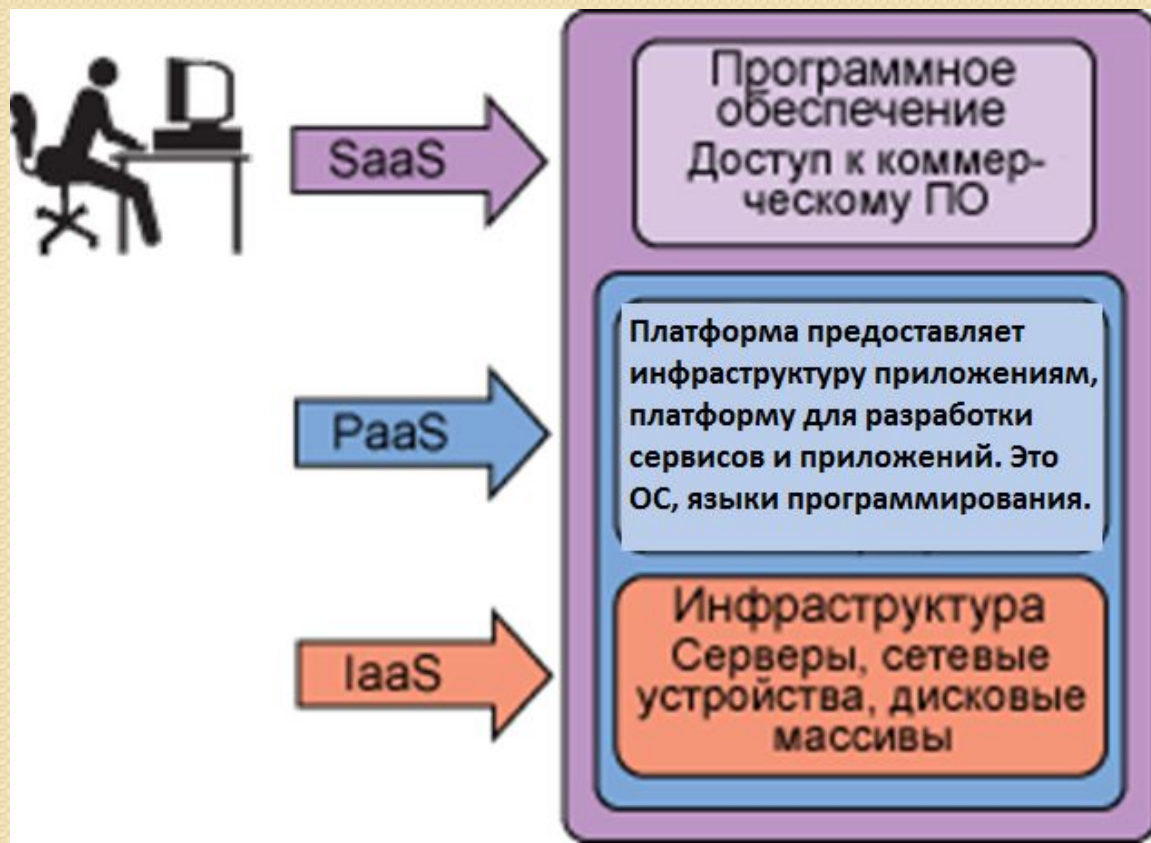 SaaS
Программное
обеспечение
Доступ к коммер-
ческому ПО
PaaS
Платформа предоставляет
инфраструктуру приложениям,
платформу для разработки
сервисов и приложений. Это
ОС, языки программирования.
IaaS
Инфраструктура
Серверы, сетевые
устройства, дисковые
массивы